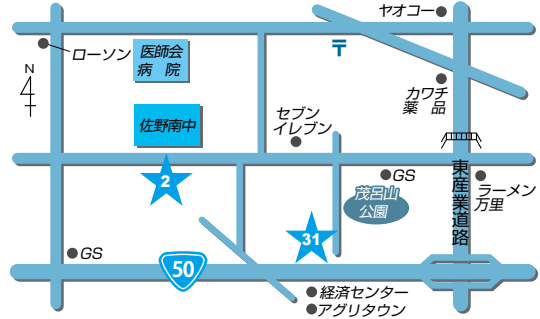 ヤオコー
ローソン
医師会
病　院
〒
N
カワチ
薬　品
佐野南中
セブン
イレブン
2
GS
茂呂山
公園
東産業道路
ラーメン
万里
31
GS
50
経済センター
アグリタウン